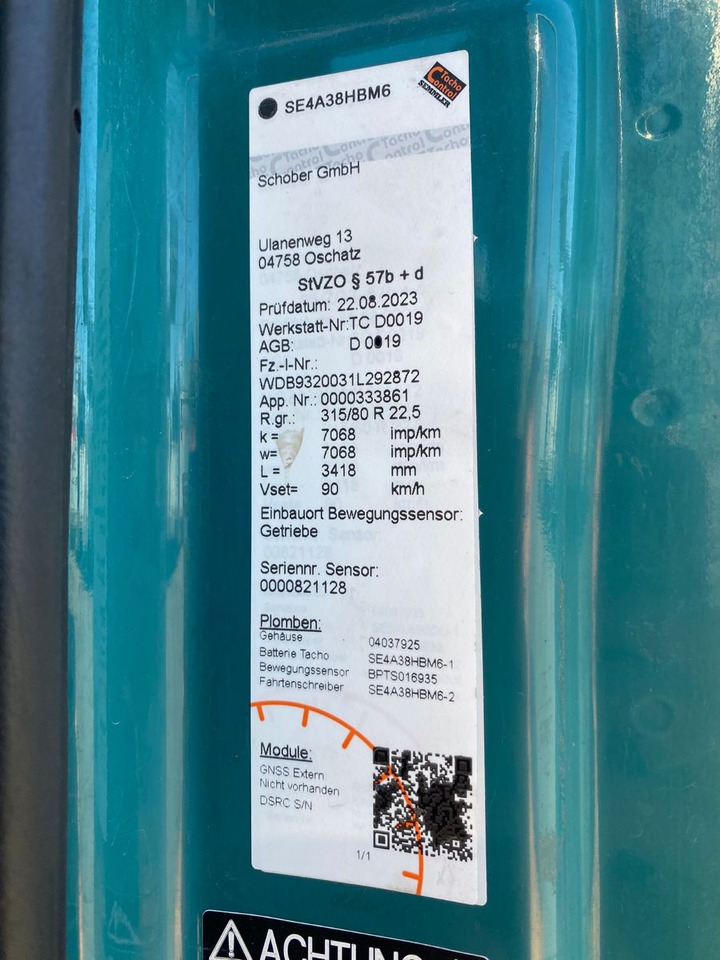 SE4A38HBM6
Tacho
Control
SEMMLER
Schober GmbH
Ulanenweg 13
04758 Oschatz
StVZO § 57b + d
Prüfdatum: 22.08.2023
Werkstatt-Nr:TC D0019
AGB: D 0019
Fz.-I-Nr.:
WDB9320031L292872
App. Nr.: 0000333861
R.gr.: 315/80 R 22,5
k = 7068 imp/km
w= 7068 imp/km
L = 3418 mm
Vset= 90 km/h
Einbauort Bewegungssensor:
Getriebe
Seriennr. Sensor:
0000821128
Plomben:
Gehäuse 04037925
Batterie Tacho SE4A38HBM6-1
Bewegungssensor BPTS016935
Fahrtenschreiber SE4A38HBM6-2
Module:
GNSS Extern
Nicht vorhanden
DSRC S/N
1/1
ACHTUNG